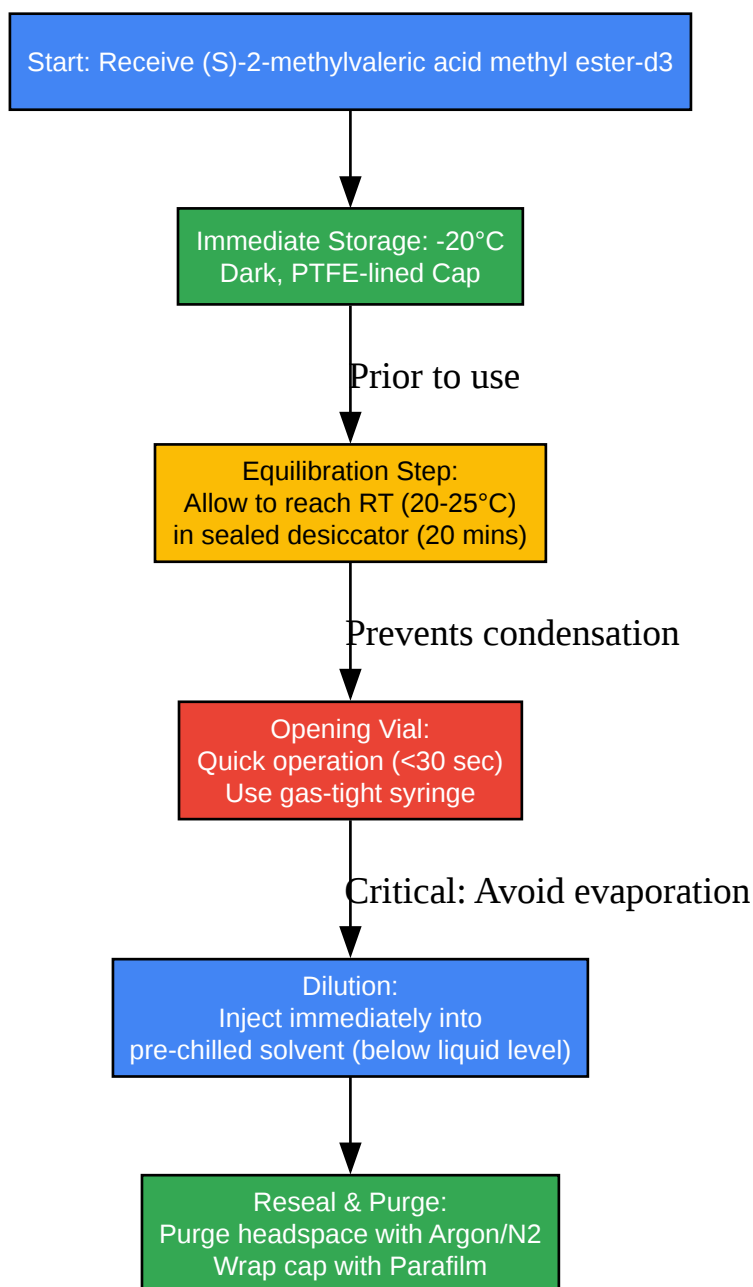 Start: Receive (S)-2-methylvaleric acid methyl ester-d3
Immediate Storage: -20°C
Dark, PTFE-lined Cap
Prior to use
Equilibration Step:
Allow to reach RT (20-25°C)
in sealed desiccator (20 mins)
Prevents condensation
Opening Vial:
Quick operation (<30 sec)
Use gas-tight syringe
Critical: Avoid evaporation
Dilution:
Inject immediately into
pre-chilled solvent (below liquid level)
Reseal & Purge:
Purge headspace with Argon/N2
Wrap cap with Parafilm